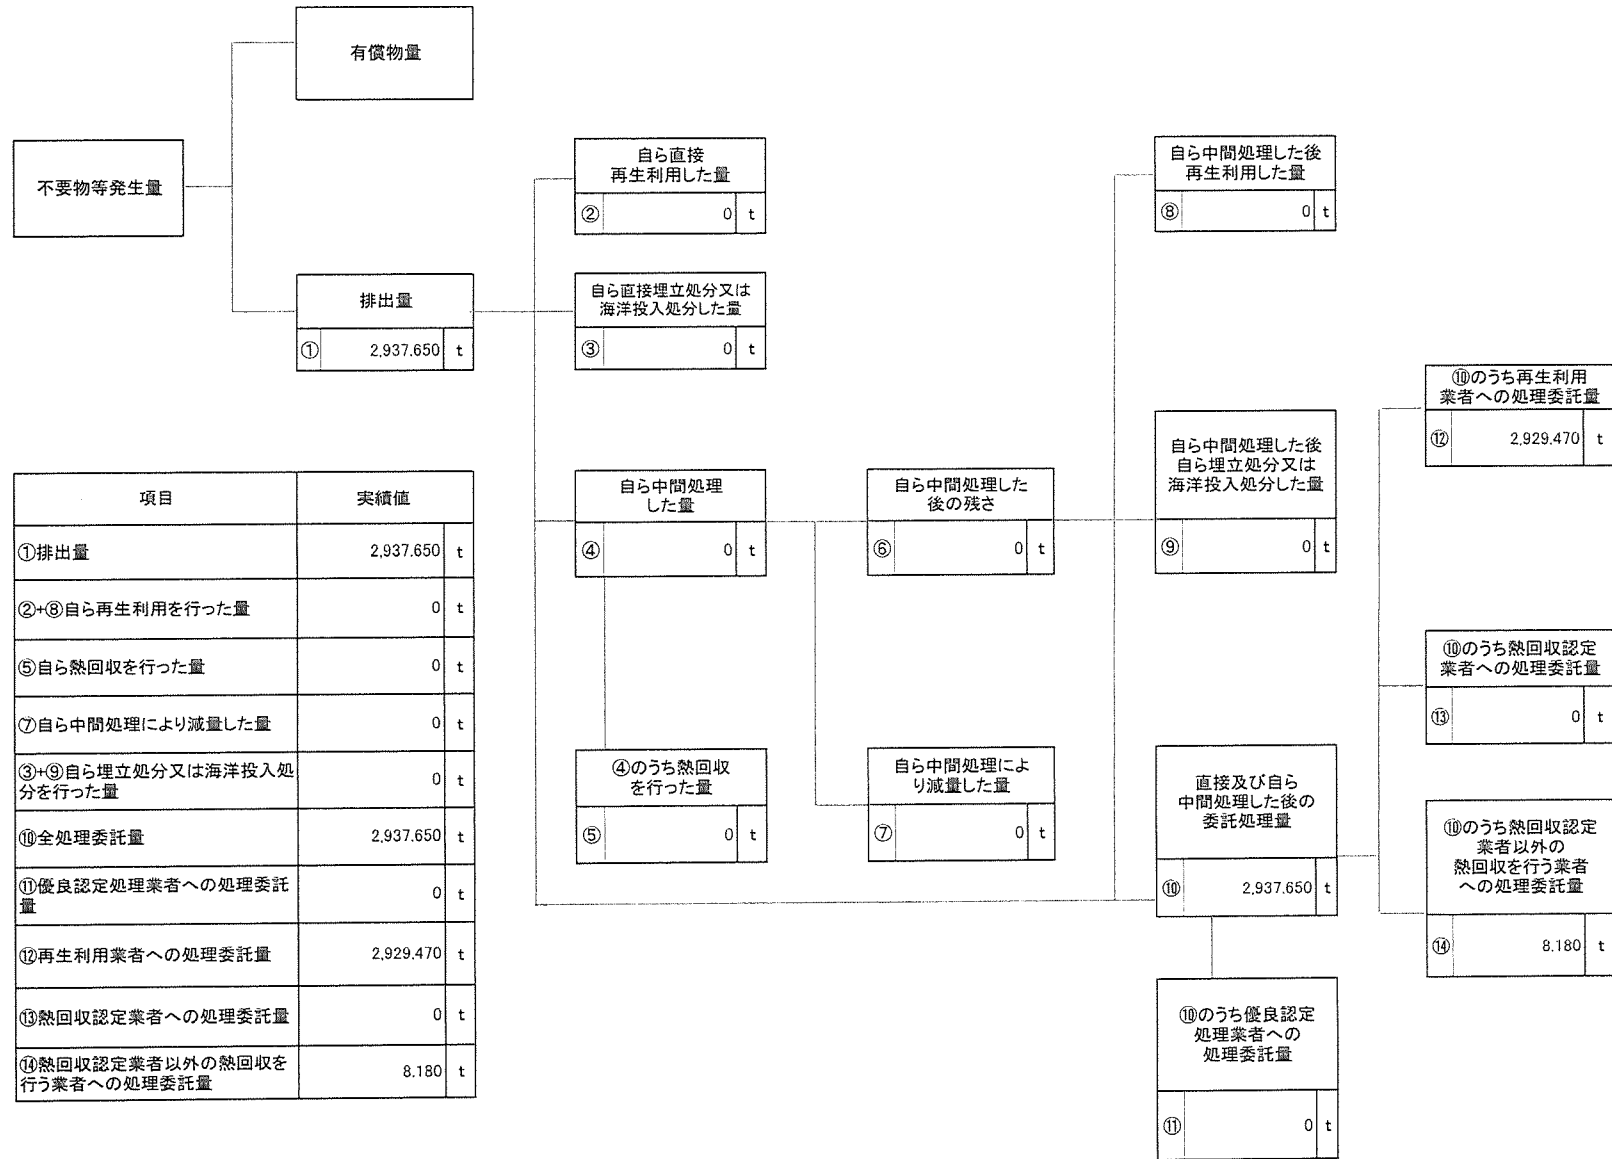 有償物量
不要物等発生量
排出量
① 2,937.650 t
自ら直接
再生利用した量
② 0 t
自ら直接埋立処分又は
海洋投入処分した量
③ 0 t
自ら中間処理
した量
④ 0 t
④のうち熱回収
を行った量
⑤ 0 t
自ら中間処理した
後の残さ
⑥ 0 t
自ら中間処理によ
り減量した量
⑦ 0 t
自ら中間処理した後
再生利用した量
⑧ 0 t
自ら中間処理した後
自ら埋立処分又は
海洋投入処分した量
⑨ 0 t
直接及び自ら
中間処理した後の
委託処理量
⑩ 2,937.650 t
⑩のうち優良認定
処理業者への
処理委託量
⑪ 0 t
⑩のうち再生利用
業者への処理委託量
⑫ 2,929.470 t
⑩のうち熱回収認定
業者への処理委託量
⑬ 0 t
⑩のうち熱回収認定
業者以外の
熱回収を行う業者
への処理委託量
⑭ 8.180 t
項目 実績値
①排出量 2,937.650 t
②+⑧自ら再生利用を行った量 0 t
⑤自ら熱回収を行った量 0 t
⑦自ら中間処理により減量した量 0 t
③+⑨自ら埋立処分又は海洋投入処
分を行った量 0 t
⑩全処理委託量 2,937.650 t
⑪優良認定処理業者への処理委託
量 0 t
⑫再生利用業者への処理委託量 2,929.470 t
⑬熱回収認定業者への処理委託量 0 t
⑭熱回収認定業者以外の熱回収を
行う業者への処理委託量 8.180 t